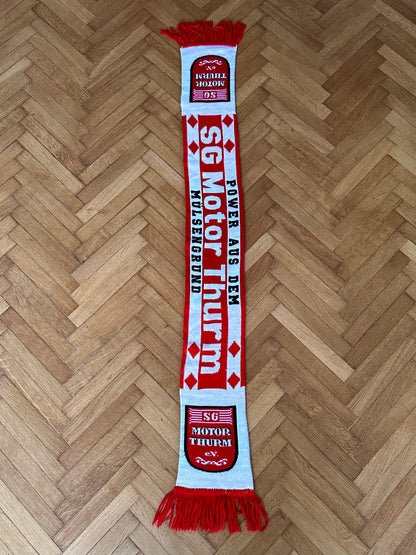 MOTOR
THURM
e.V.
SG
POWER AUS DEM
SG Motor Thurm
MÜLSENGRUND
SG
MOTOR
THURM
e.V.